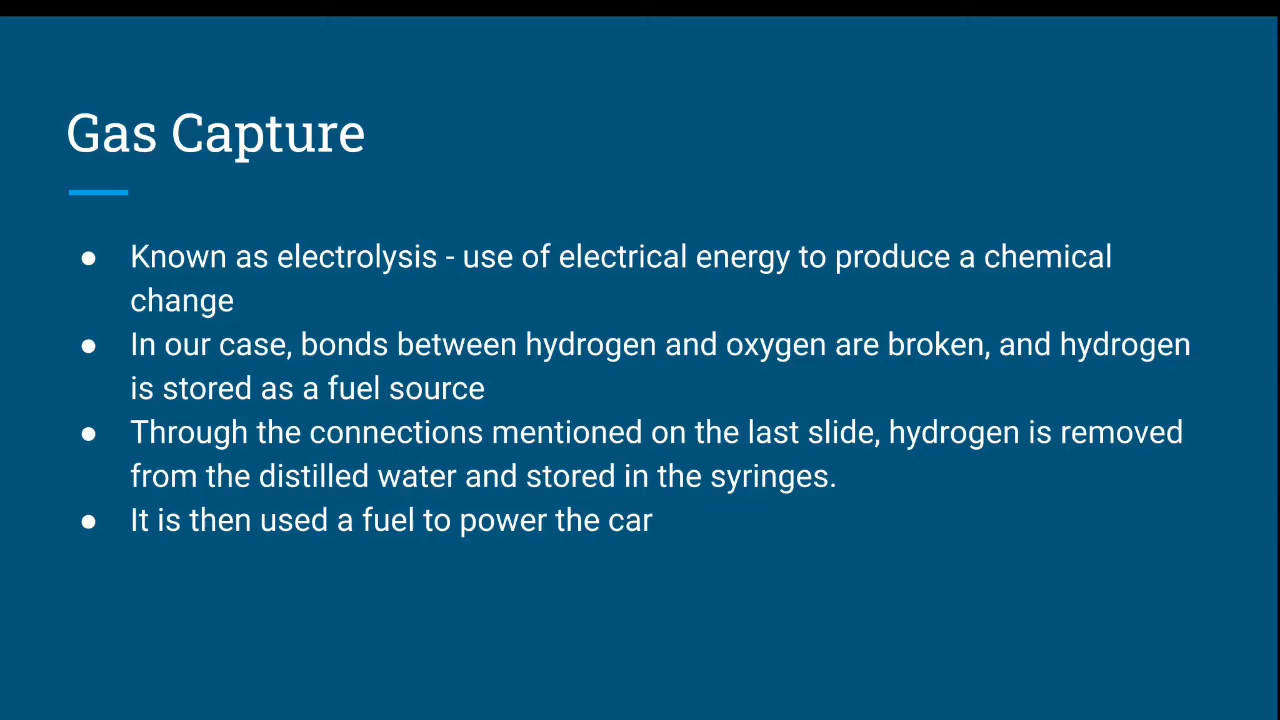 Gas Capture
● Known as electrolysis - use of electrical energy to produce a chemical
change
● In our case, bonds between hydrogen and oxygen are broken, and hydrogen
is stored as a fuel source
● Through the connections mentioned on the last slide, hydrogen is removed
from the distilled water and stored in the syringes.
● It is then used a fuel to power the car